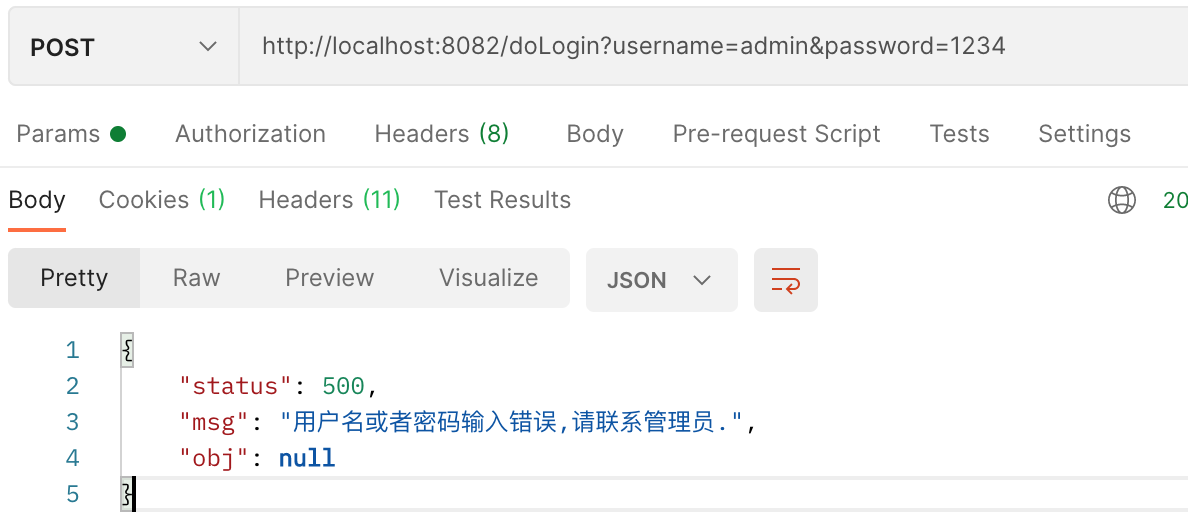 POST http://localhost:8082/doLogin?username=admin&password=1234
Params Authorization Headers (8) Body Pre-request Script Tests Settings
Body Cookies (1) Headers (11) Test Results 20
Pretty Raw Preview Visualize JSON
1 {
2 "status": 500,
3 "msg": "用户名或者密码输入错误,请联系管理员.",
4 "obj": null
5 }